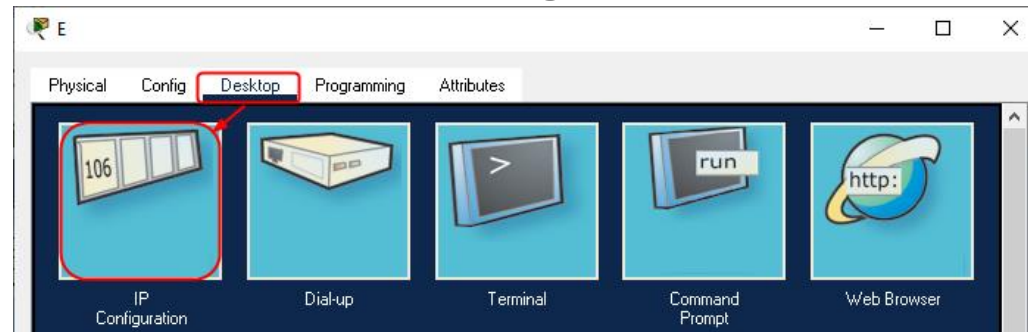 E
Physical Config Desktop Programming Attributes
106
>
run
http:
IP
Configuration
Dial-up
Terminal
Command
Prompt
Web Browser